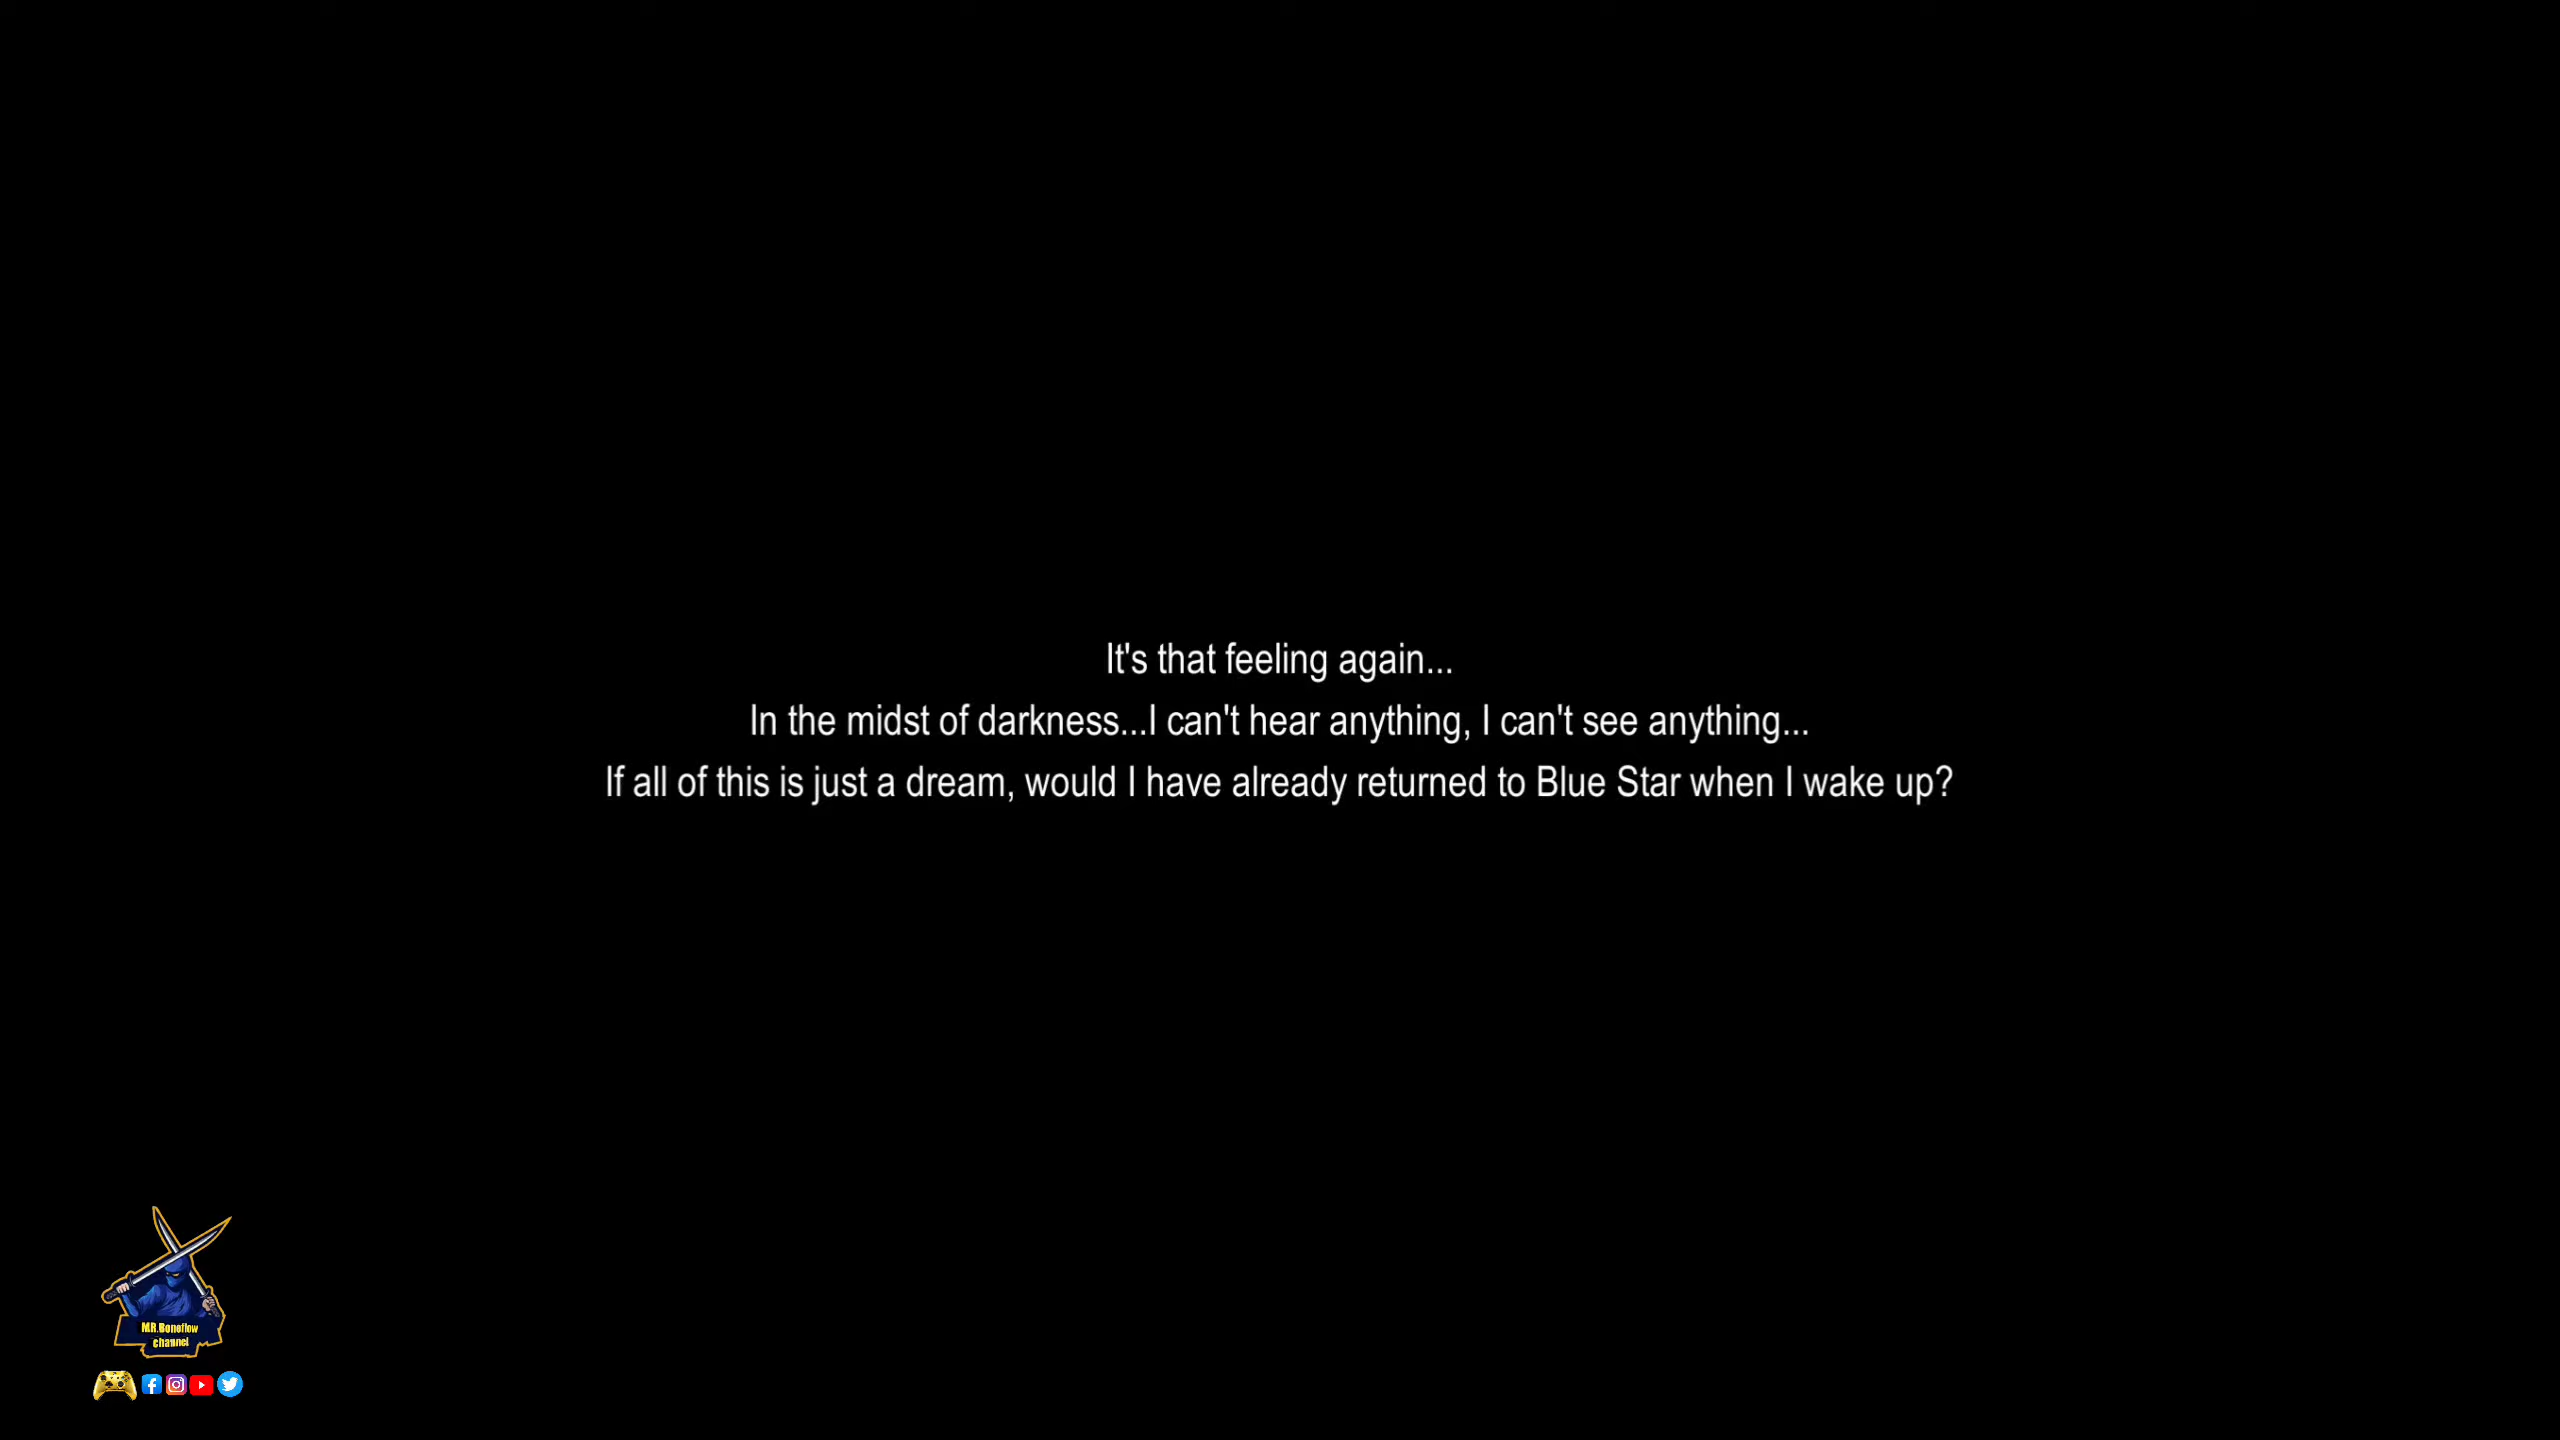 It's that feeling again...
In the midst of darkness...I can't hear anything, I can't see anything...
If all of this is just a dream, would I have already returned to Blue Star when I wake up?
MR.Boneflow
channel